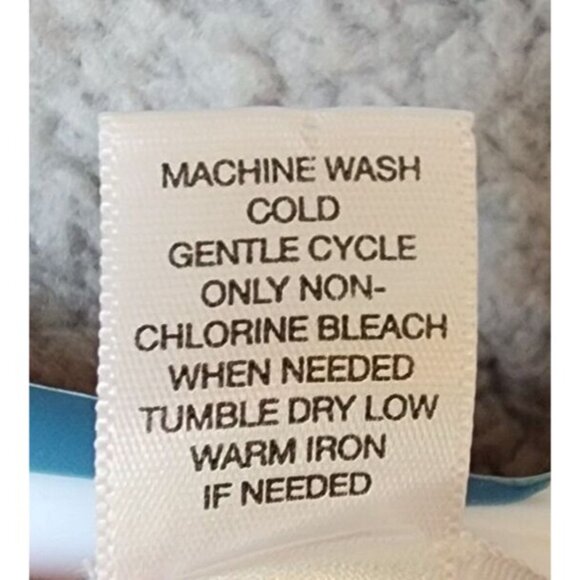 MACHINE WASH
COLD
GENTLE CYCLE
ONLY NON-
CHLORINE BLEACH
WHEN NEEDED
TUMBLE DRY LOW
WARM IRON
IF NEEDED